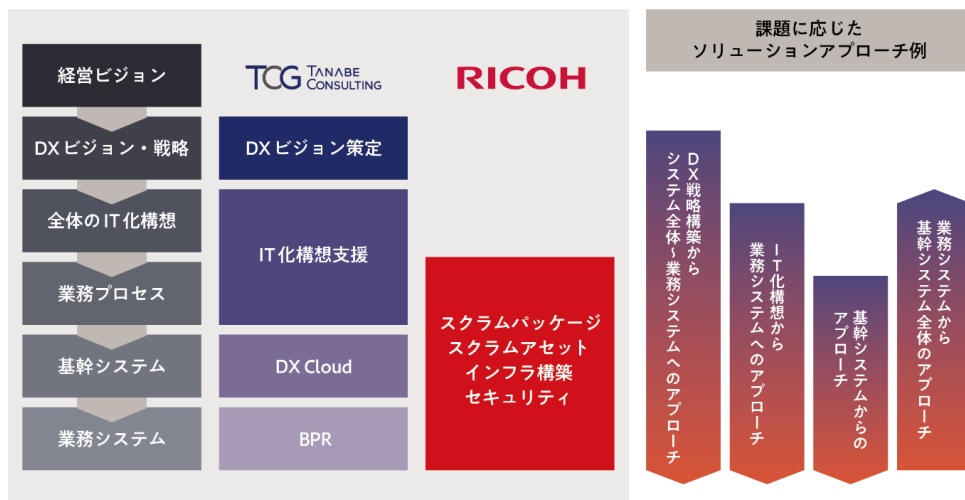 経営ビジョン
DXビジョン・戦略
全体のIT化構想
業務プロセス
基幹システム
業務システム
TCG TANABE
CONSULTING
DXビジョン策定
IT化構想支援
DX Cloud
BPR
RICOH
スクラムパッケージ
スクラムアセット
インフラ構築
セキュリティ
課題に応じた
ソリューションアプローチ例
DX戦略構築から
システム全体~業務システムへのアプローチ
IT化構想から
業務システムへのアプローチ
基幹システムからの
アプローチ
業務システムから
基幹システム全体のアプローチ